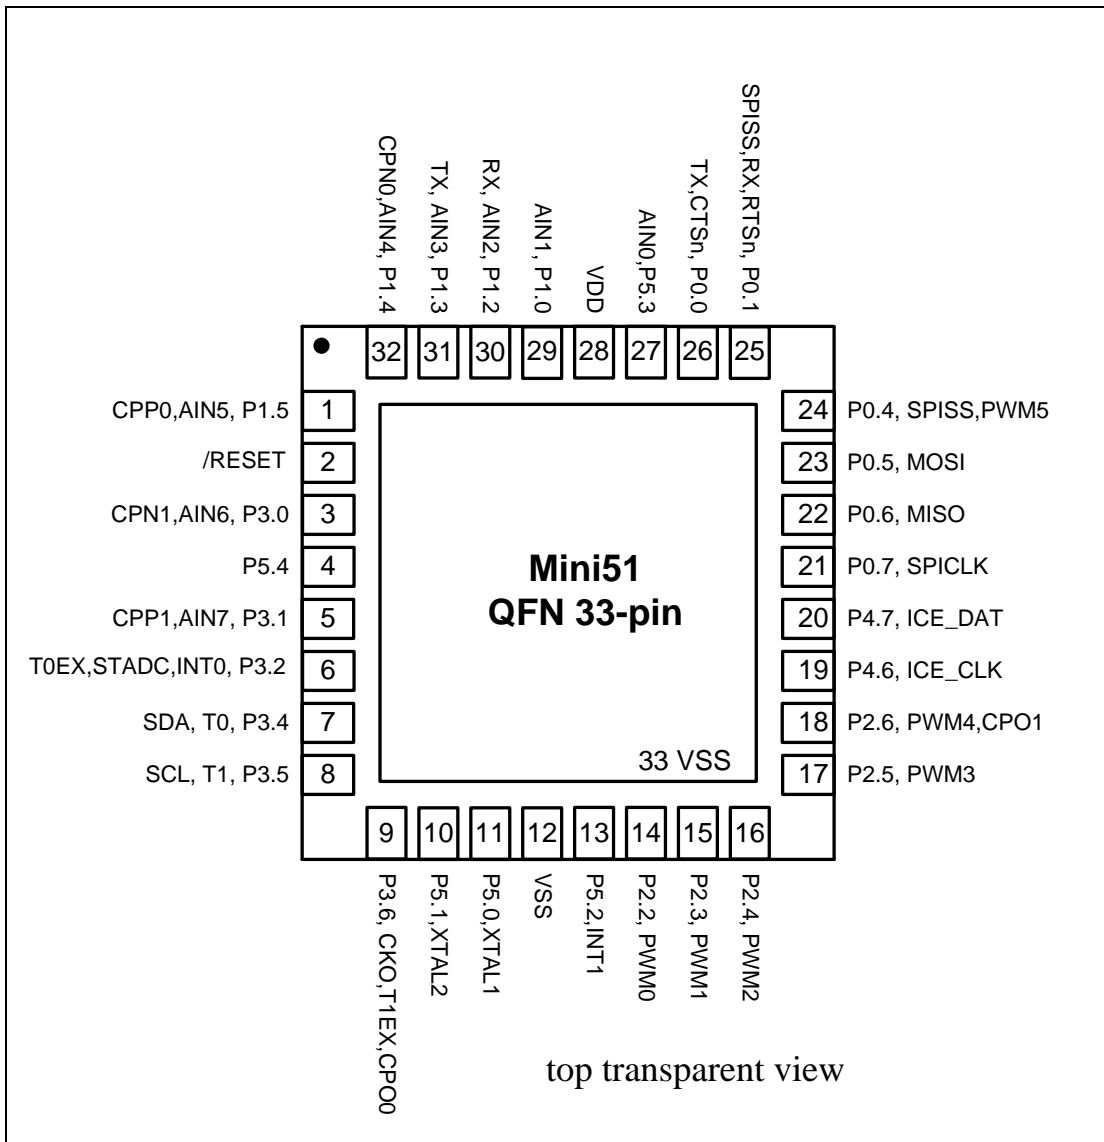 CPN0,AIN4, P1.4
TX, AIN3, P1.3
RX, AIN2, P1.2
AIN1, P1.0
VDD
AIN0,P5.3
TX,CTSn, P0.0
SPISS,RX,RTSn, P0.1
32 31 30 29 28 27 26 25
CPP0,AIN5, P1.5 1
/RESET 2
CPN1,AIN6, P3.0 3
P5.4 4
CPP1,AIN7, P3.1 5
T0EX,STADC,INT0, P3.2 6
SDA, T0, P3.4 7
SCL, T1, P3.5 8
Mini51
QFN 33-pin
33 VSS
24 P0.4, SPISS,PWM5
23 P0.5, MOSI
22 P0.6, MISO
21 P0.7, SPICLK
20 P4.7, ICE_DAT
19 P4.6, ICE_CLK
18 P2.6, PWM4,CPO1
17 P2.5, PWM3
9 10 11 12 13 14 15 16
P3.6, CKO,T1EX,CPO0
P5.1,XTAL2
P5.0,XTAL1
VSS
P5.2,INT1
P2.2, PWM0
P2.3, PWM1
P2.4, PWM2
top transparent view